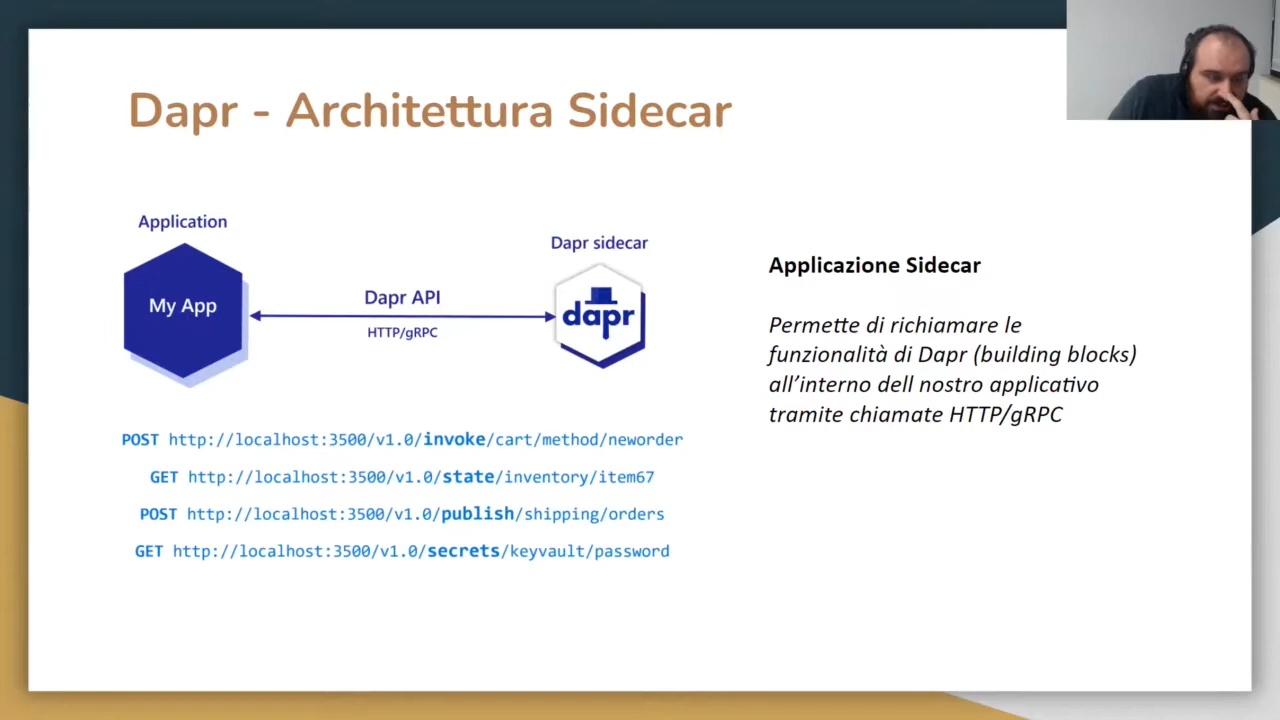 Dapr - Architettura Sidecar
Application
My App
Dapr API
HTTP/gRPC
Dapr sidecar
dapr
POST http://localhost:3500/v1.0/invoke/cart/method/neworder
GET http://localhost:3500/v1.0/state/inventory/item67
POST http://localhost:3500/v1.0/publish/shipping/orders
GET http://localhost:3500/v1.0/secrets/keyvault/password
Applicazione Sidecar
Permette di richiamare le
funzionalità di Dapr (building blocks)
all’interno dell nostro applicativo
tramite chiamate HTTP/gRPC